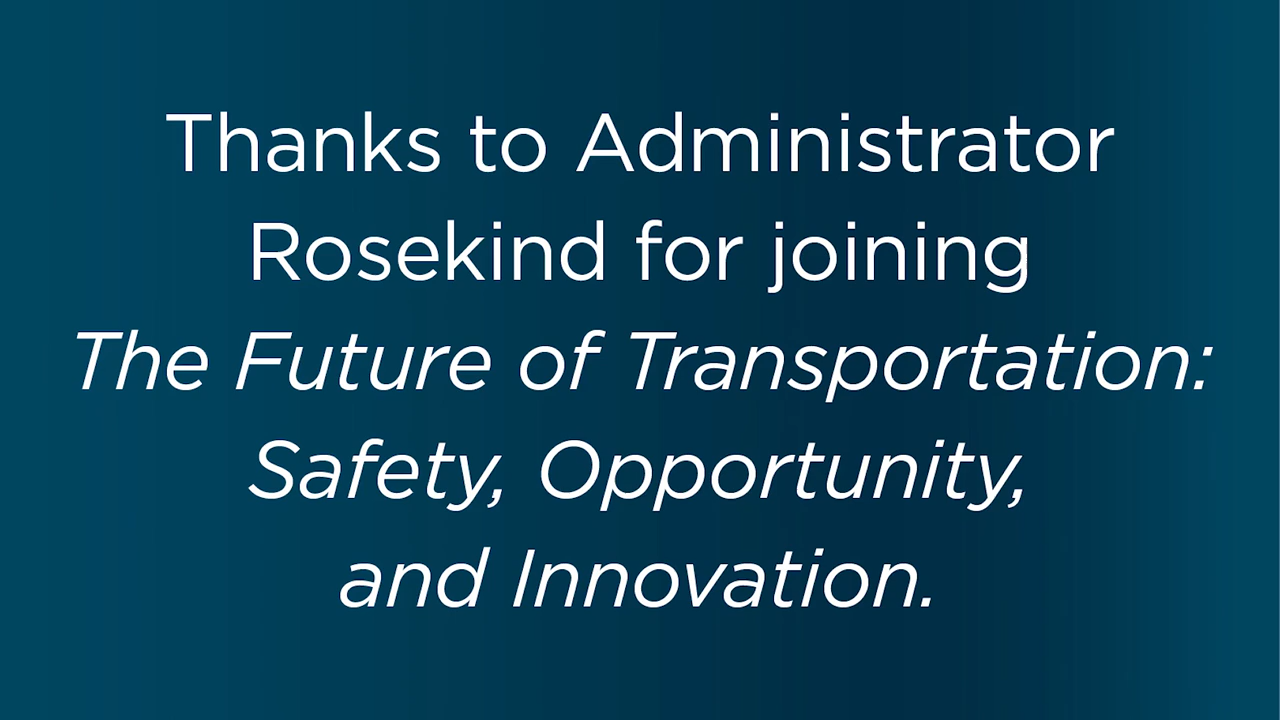 Thanks to Administrator
Rosekind for joining
The Future of Transportation:
Safety, Opportunity,
and Innovation.